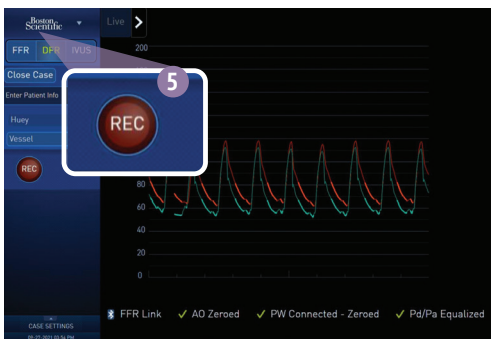 Boston
Scientific
Live
FFR DFR IVUS
Close Case
Enter Patient Info
Huey
Vessel
REC
5
REC
200
80
60
40
20
0
FFR Link ✓ AO Zeroed ✓ PW Connected - Zeroed ✓ Pd/Pa Equalized
CASE SETTINGS